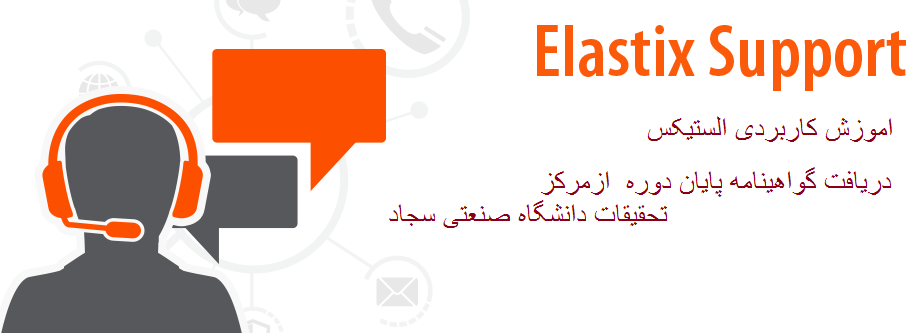 Elastix Support
اموزش کاربردی الستیکس
دریافت گواهینامه پایان دوره ازمرکز
تحقیقات دانشگاه صنعتی سجاد